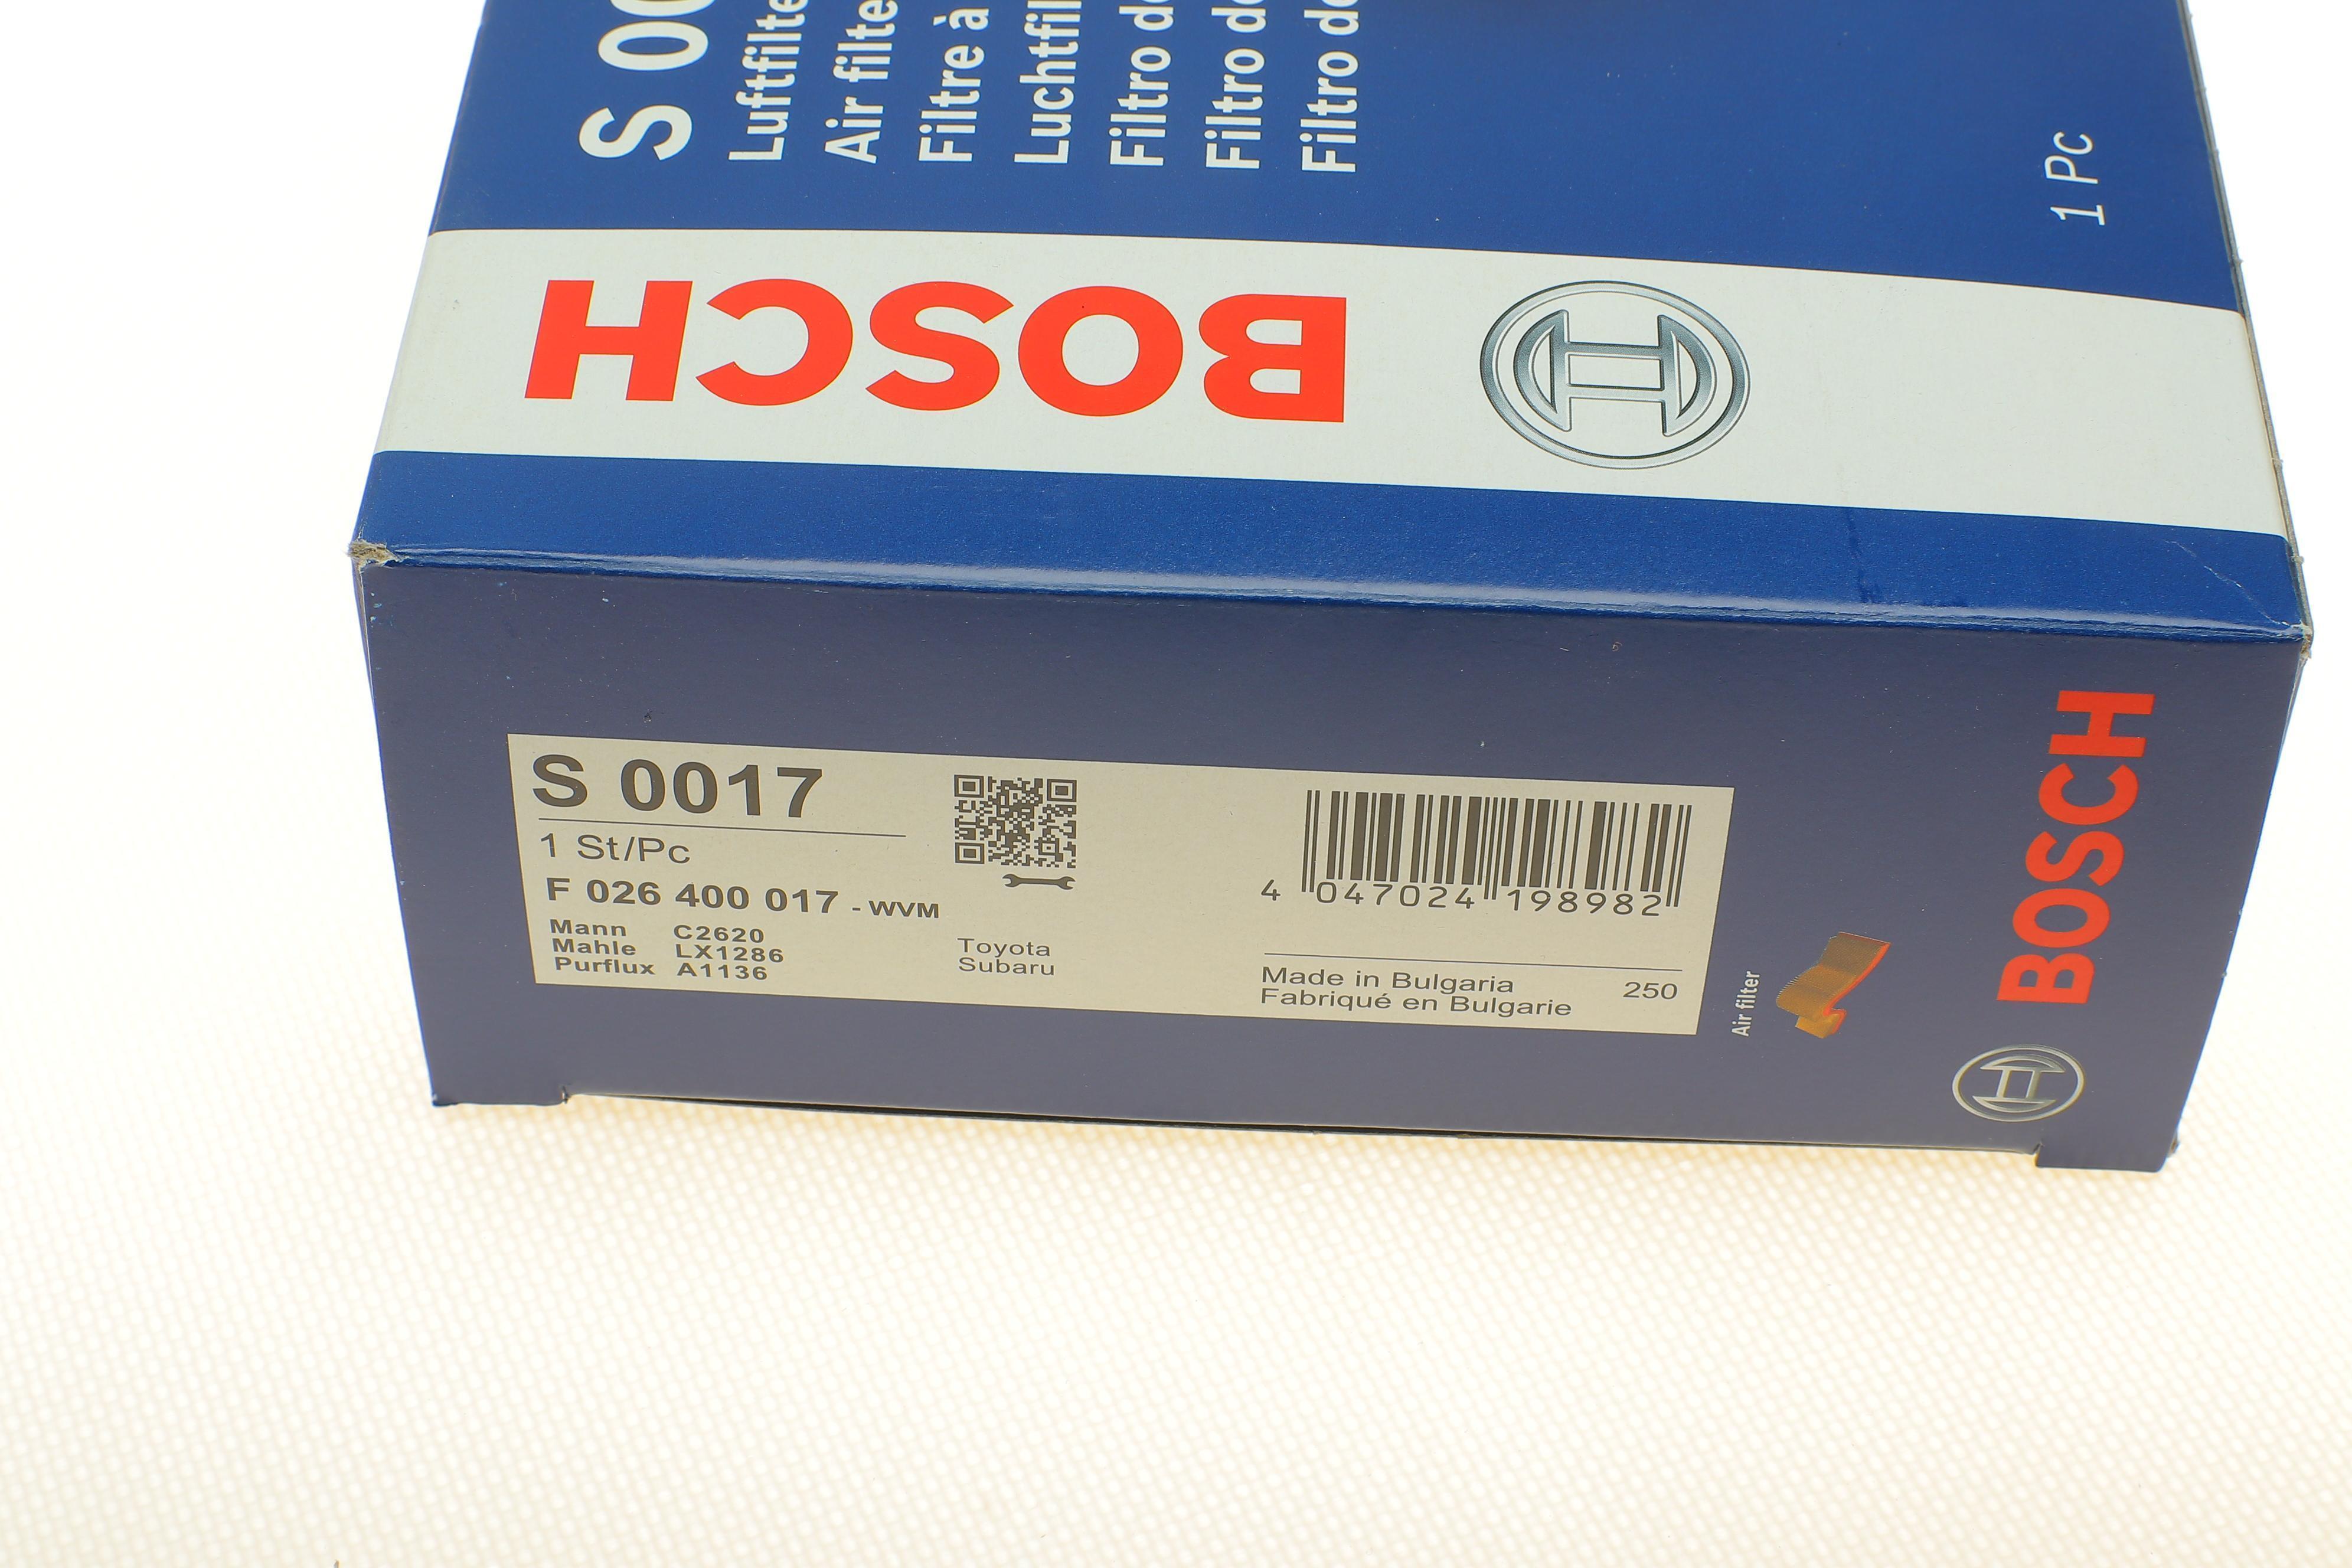 S 00
Luftfilte
Air filte
Filtre à
Luchtfil
Filtro d
Filtro d
Filtro d
1 Pc
BOSCH
S 0017
1 St/Pc
F 026 400 017 - WVM
Mann C2620
Mahle LX1286
Purflux A1136
Toyota
Subaru
4 047024 198982
Made in Bulgaria
Fabriqué en Bulgarie
250
Air filter
BOSCH